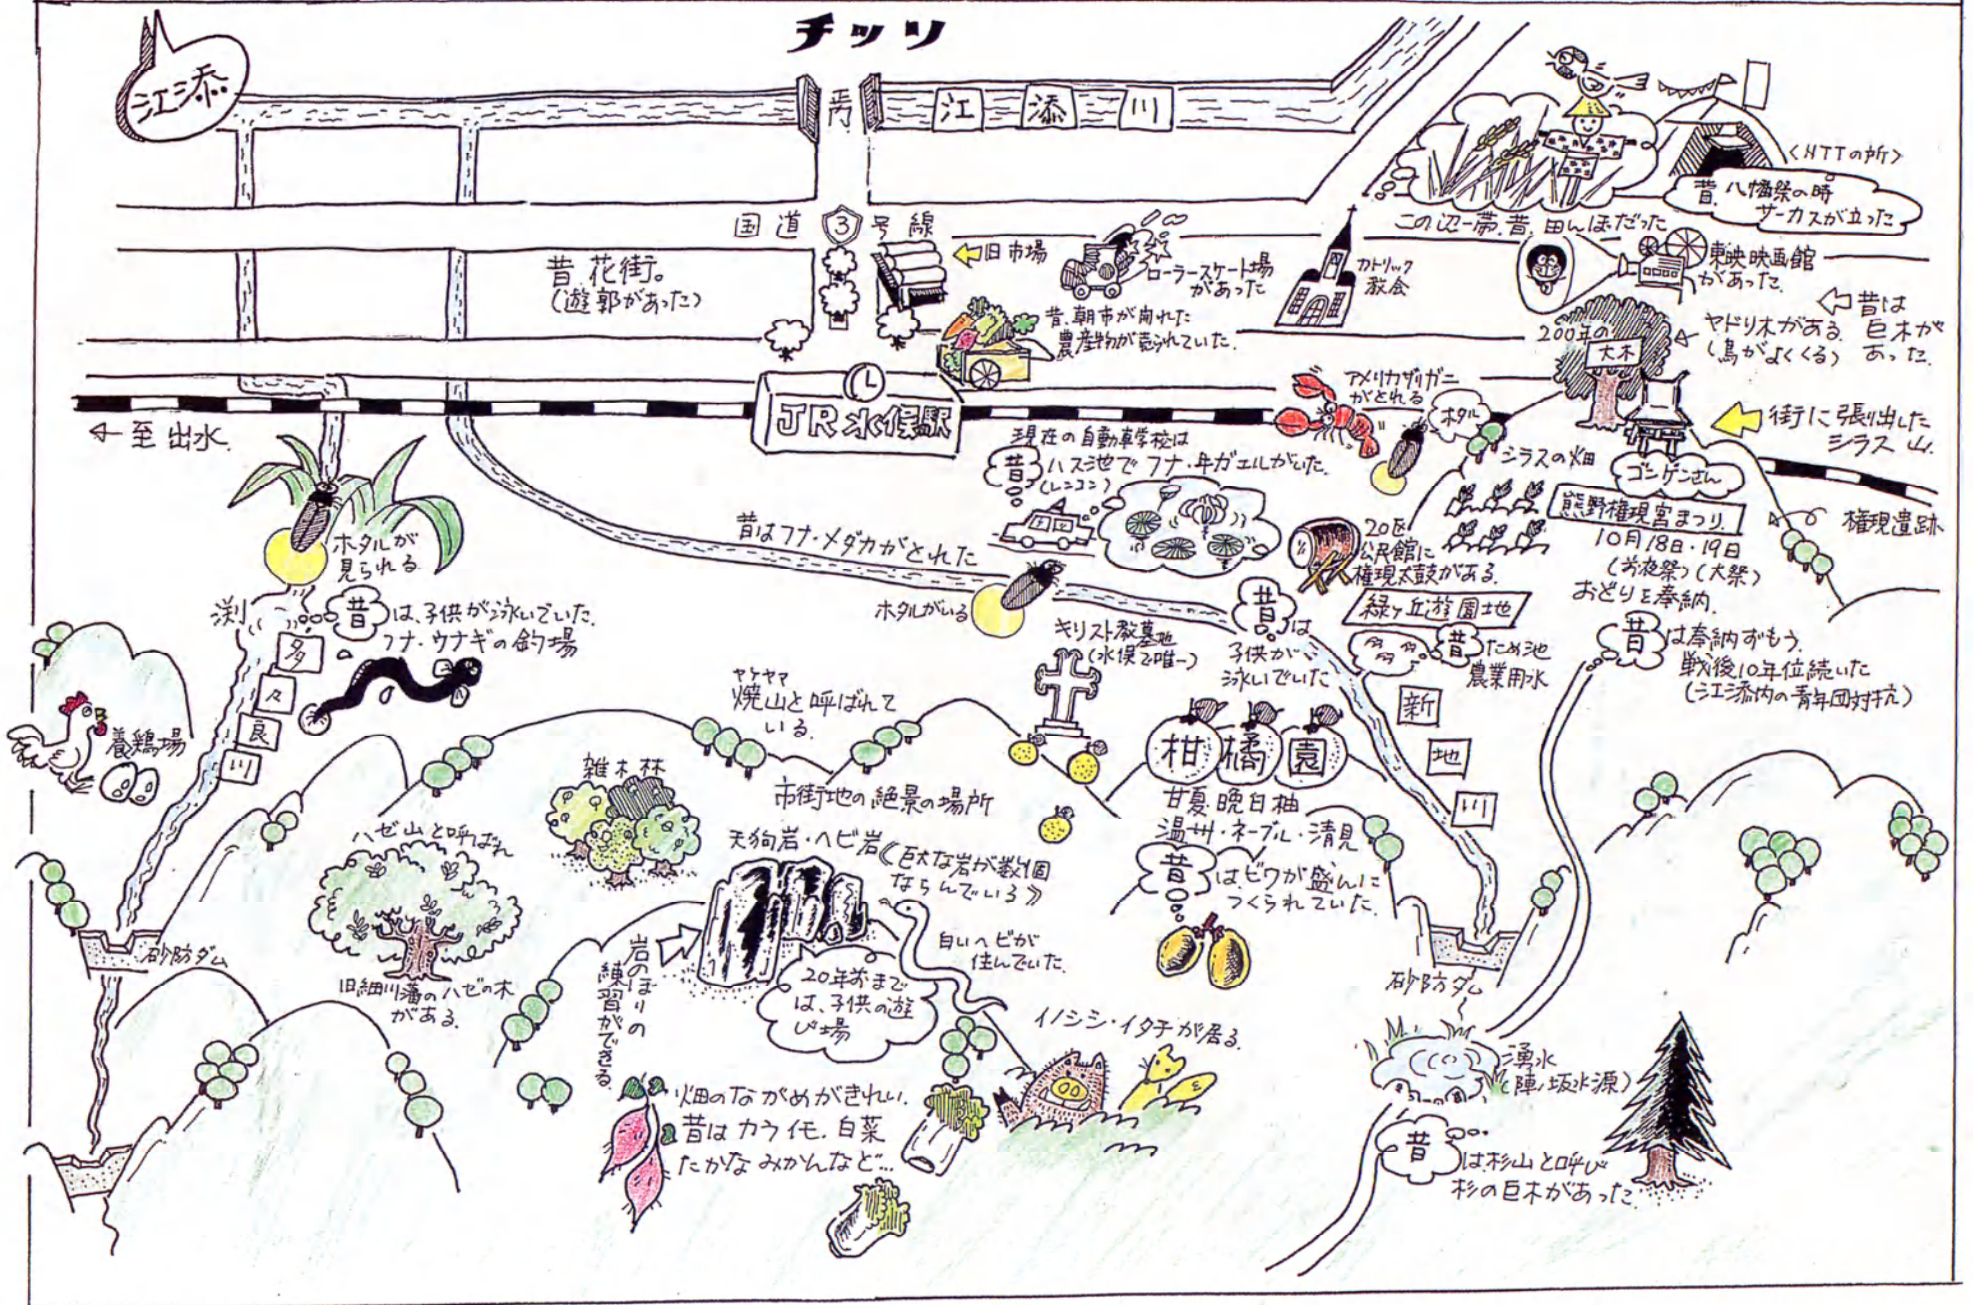 チッソ
江添
正門
江添川
<NTTの所>
昔、八幡祭の時
サーカスが立った
この辺一帯、昔、田んぼだった
国道3号線
昔 花街。
(遊郭があった)
旧市場
ローラースケート場
があった
カトリック
教会
東映映画館
があった
昔は
巨木が
あった
昔、朝市が
農産物が売られていた。
200年の
大木
ヤドリ木がある
(鳥がよくくる)
JR水俣駅
アメリカザリガニ
がとれる
ホタル
街に張り出した
シラス山
至出水
現在の自動車学校は
昔
ハス池でフナ・牛ガエルがいた。
(レンコン)
シラスの畑
ゴンゲンさん
熊野権現宮まつり
10月18日・19日
(前夜祭)(大祭)
おどりを奉納
権現遺跡
昔はフナ・メダカがとれた
20区
公民館に
権現太鼓がある。
ホタルが
見られる
ホタルがいる
緑ヶ丘遊園地
渕
昔は、子供が泳いでいた。
フナ・ウナギの釣場
多々良川
キリスト教墓地
(水俣で唯一)
昔は
子供が
泳いでいた
昔 ため池
農業用水
昔は奉納ずもう。
戦後10年位続いた
(江添内の青年団対抗)
養鶏場
ヤケヤマ
焼山と呼ばれて
いる。
新地川
雑木林
市街地の絶景の場所
柑橘園
甘夏 晩白柚
温州・ネーブル・清見
ハゼ山と呼ばれ
天狗岩・ヘビ岩(巨大な岩が数個
ならんでいる)
昔は、ビワが盛んに
つくられていた。
砂防ダム
旧細川藩のハゼの木
がある。
岩のぼりの
練習ができる
白いヘビが
住んでいた。
20年前まで
は、子供の遊
び場
砂防ダム
イノシシ・イタチが居る。
湧水
(陣ノ坂水源)
畑のながめがきれい。
昔はカライモ、白菜
たかな みかんなど…
昔は杉山と呼び
杉の巨木があった